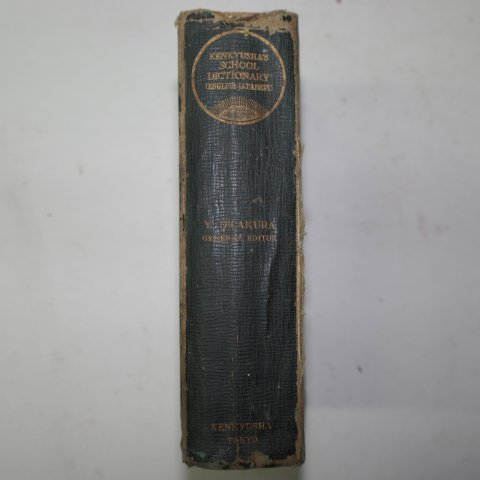 KENKYUSHA'S
SCHOOL
DICTIONARY
(ENGLISH-JAPANESE)
Y. OKAKURA
GENERAL EDITOR
KENKYUSHA
TOKYO